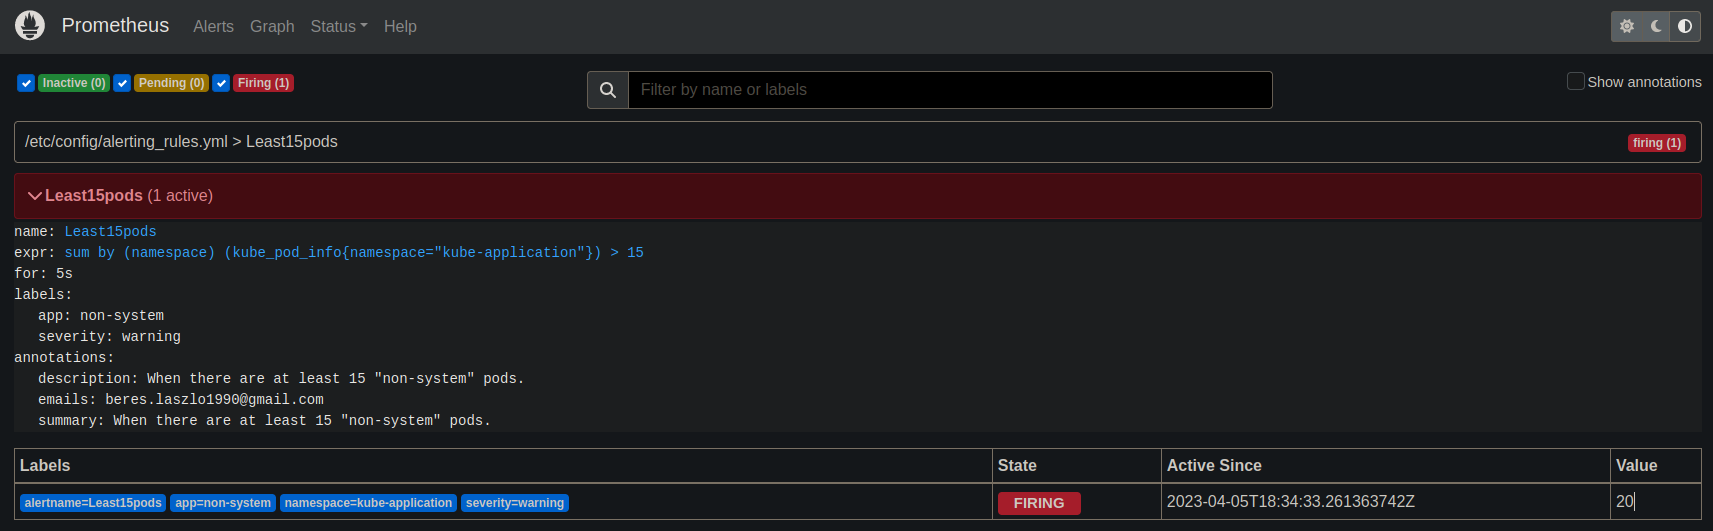 Prometheus Alerts Graph Status Help
Inactive (0) Pending (0) Firing (1) Filter by name or labels Show annotations
/etc/config/alerting_rules.yml > Least15pods firing (1)
Least15pods (1 active)
name: Least15pods
expr: sum by (namespace) (kube_pod_info{namespace="kube-application"}) > 15
for: 5s
labels:
app: non-system
severity: warning
annotations:
description: When there are at least 15 "non-system" pods.
emails: beres.laszlo1990@gmail.com
summary: When there are at least 15 "non-system" pods.
Labels State Active Since Value
alertname=Least15pods app=non-system namespace=kube-application severity=warning FIRING 2023-04-05T18:34:33.261363742Z 20